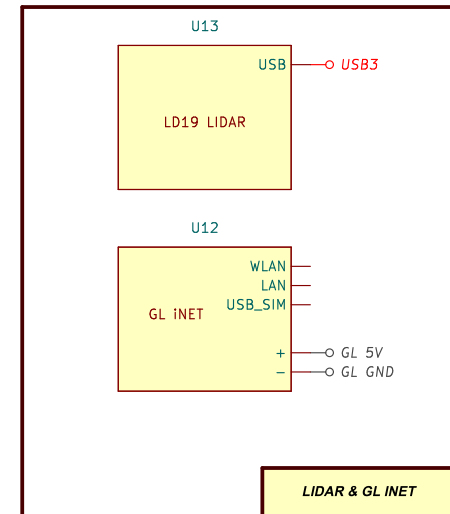 U13
USB
USB3
LD19 LIDAR
U12
WLAN
LAN
USB_SIM
GL iNET
+ GL 5V
- GL GND
LIDAR & GL INET